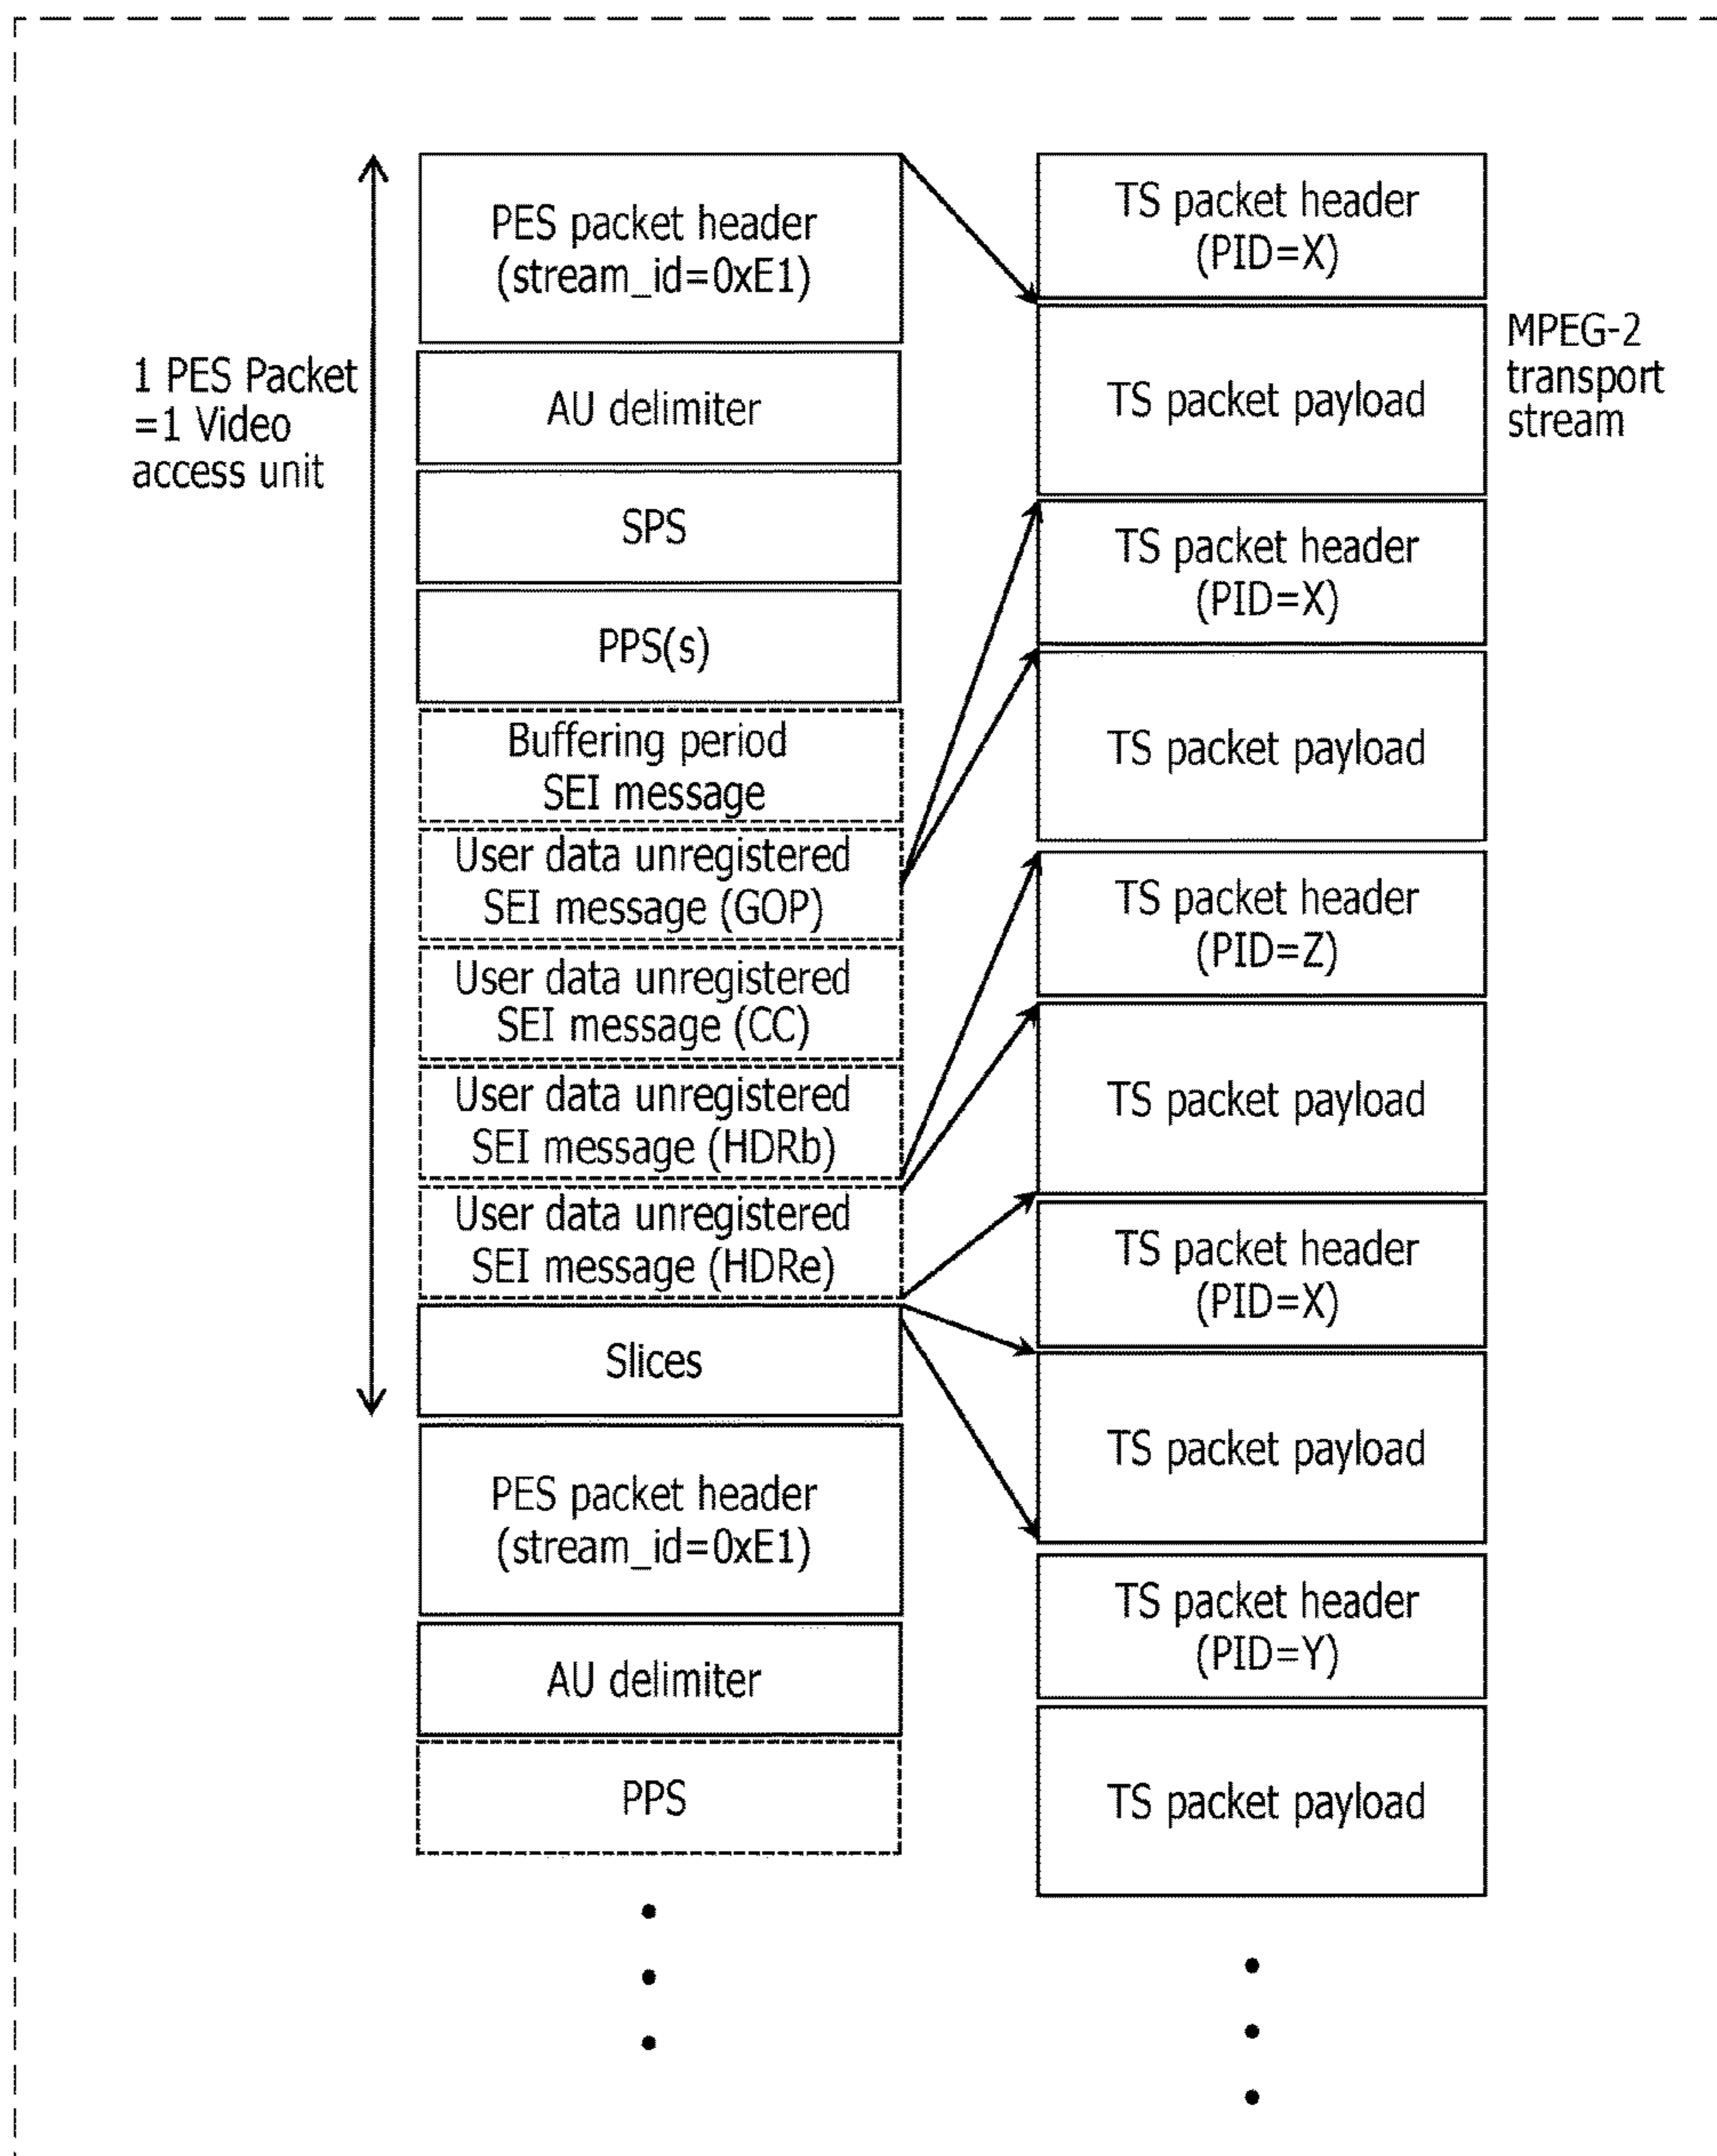 1 PES Packet
=1 Video
access unit
PES packet header
(stream_id=0xE1)
AU delimiter
SPS
PPS(s)
Buffering period
SEI message
User data unregistered
SEI message (GOP)
User data unregistered
SEI message (CC)
User data unregistered
SEI message (HDRb)
User data unregistered
SEI message (HDRe)
Slices
PES packet header
(stream_id=0xE1)
AU delimiter
PPS
TS packet header
(PID=X)
TS packet payload
TS packet header
(PID=X)
TS packet payload
TS packet header
(PID=Z)
TS packet payload
TS packet header
(PID=X)
TS packet payload
TS packet header
(PID=Y)
TS packet payload
MPEG-2
transport
stream